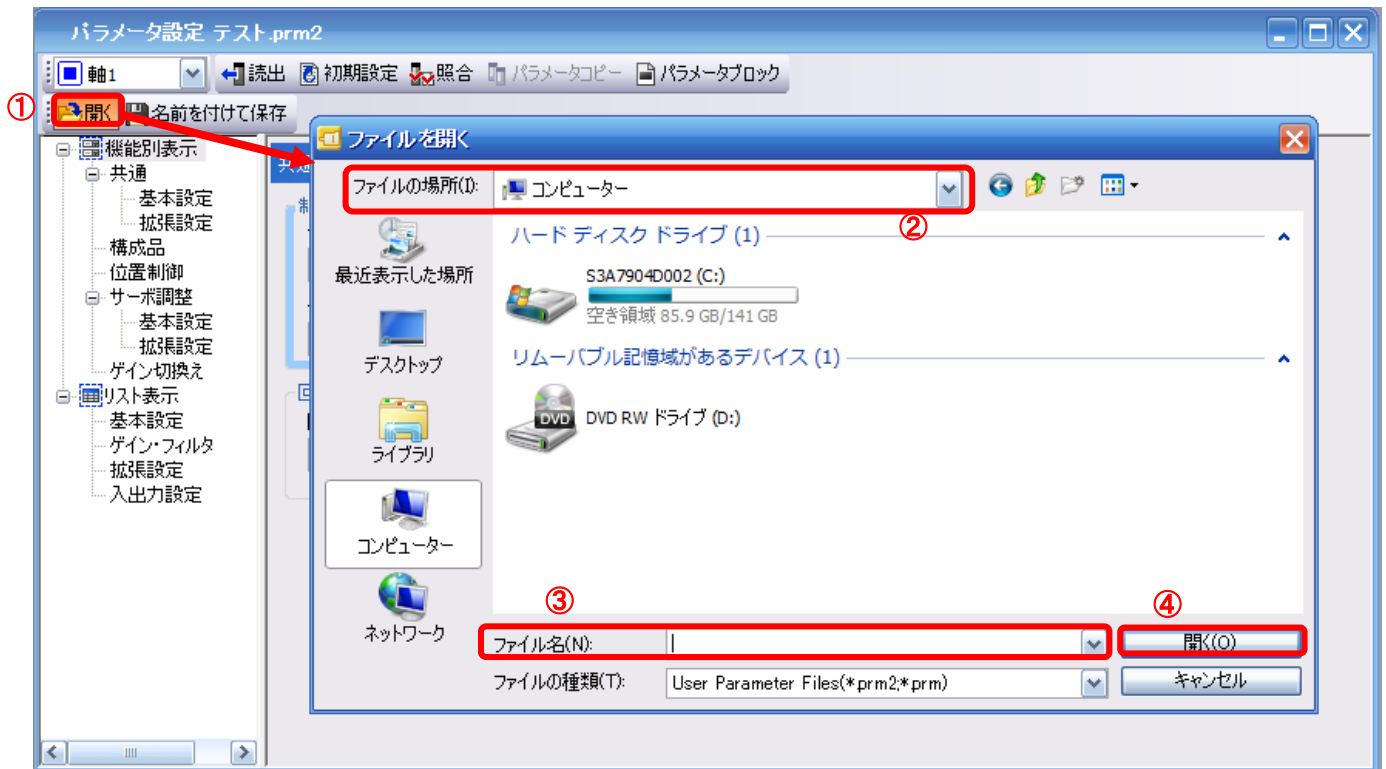 パラメータ設定 テスト.prm2
軸1 読出 初期設定 照合 パラメータコピー パラメータブロック
① 開く 名前を付けて保存
機能別表示
共通
基本設定
拡張設定
構成品
位置制御
サーボ調整
基本設定
拡張設定
ゲイン切換え
リスト表示
基本設定
ゲイン・フィルタ
拡張設定
入出力設定
ファイルを開く
ファイルの場所(I): コンピューター
②
最近表示した場所
デスクトップ
ライブラリ
コンピューター
ネットワーク
ハード ディスク ドライブ (1)
S3A7904D002 (C:)
空き領域 85.9 GB/141 GB
リムーバブル記憶域があるデバイス (1)
DVD
DVD RW ドライブ (D:)
③
④
ファイル名(N): 開く(O)
ファイルの種類(T): User Parameter Files(*.prm2;*.prm) キャンセル